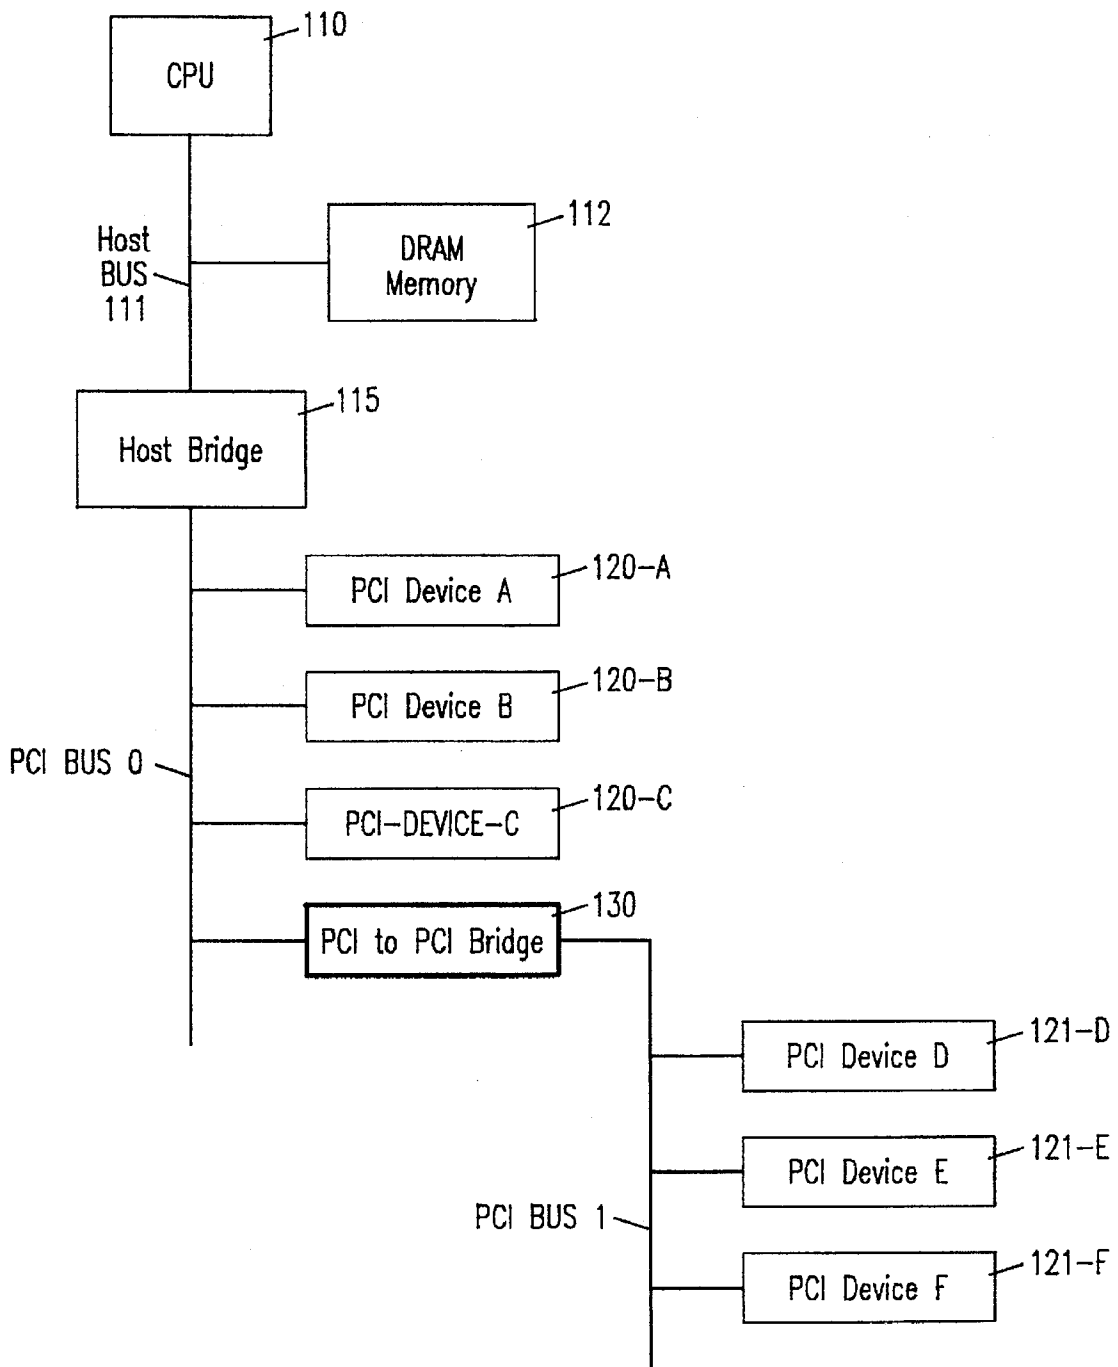 110
CPU
112
DRAM
Memory
Host
BUS
111
115
Host Bridge
120-A
PCI Device A
120-B
PCI Device B
PCI BUS 0
120-C
PCI-DEVICE-C
130
PCI to PCI Bridge
121-D
PCI Device D
121-E
PCI Device E
PCI BUS 1
121-F
PCI Device F